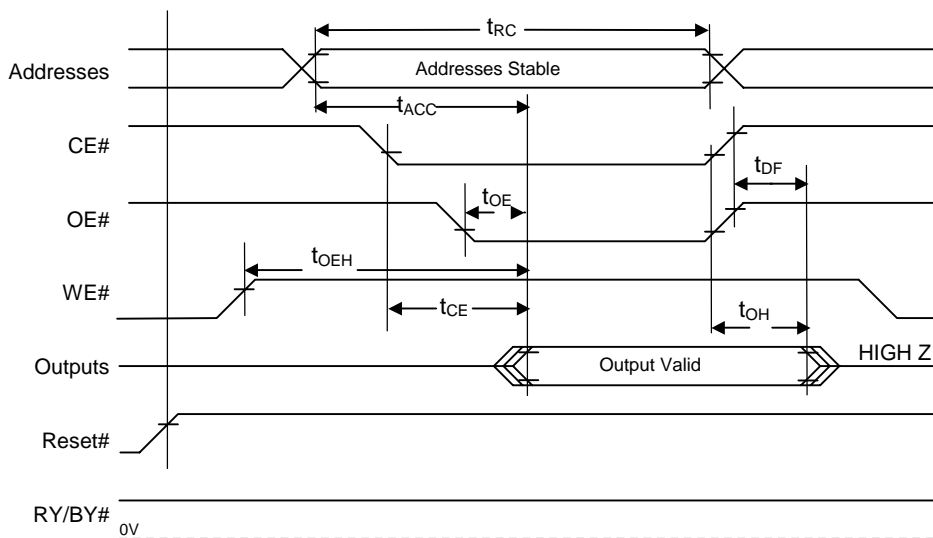 tRC
Addresses
Addresses Stable
tACC
CE#
tDF
OE#
tOE
tOEH
WE#
tCE
tOH
Outputs
Output Valid
HIGH Z
Reset#
RY/BY#
0V